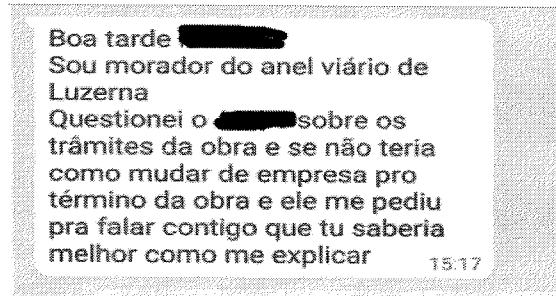 Boa tarde
Sou morador do anel viário de
Luzerna
Questionei o sobre os
trâmites da obra e se não teria
como mudar de empresa pro
término da obra e ele me pediu
pra falar contigo que tu saberia
melhor como me explicar
15:17